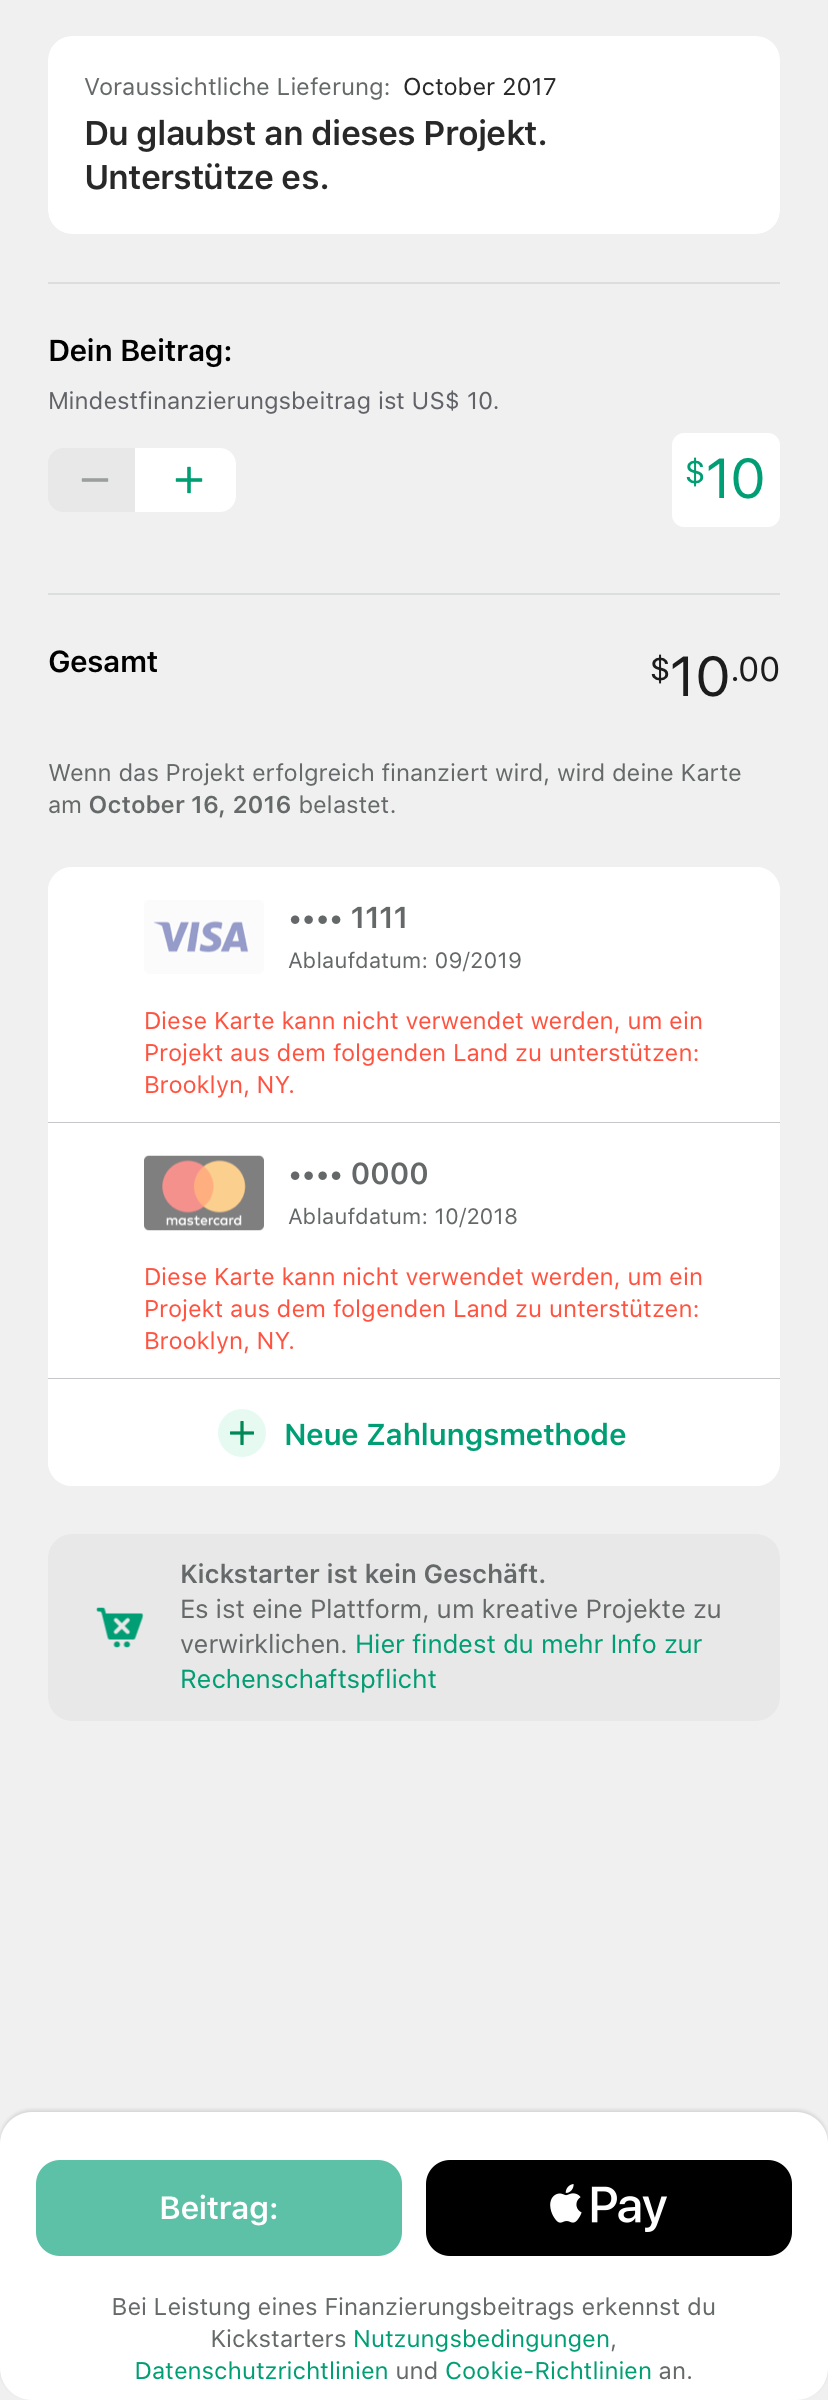 Voraussichtliche Lieferung: October 2017
Du glaubst an dieses Projekt.
Unterstütze es.
Dein Beitrag:
Mindestfinanzierungsbeitrag ist US$ 10.
− +
$10
Gesamt
$10.00
Wenn das Projekt erfolgreich finanziert wird, wird deine Karte
am October 16, 2016 belastet.
VISA
•••• 1111
Ablaufdatum: 09/2019
Diese Karte kann nicht verwendet werden, um ein
Projekt aus dem folgenden Land zu unterstützen:
Brooklyn, NY.
mastercard
•••• 0000
Ablaufdatum: 10/2018
Diese Karte kann nicht verwendet werden, um ein
Projekt aus dem folgenden Land zu unterstützen:
Brooklyn, NY.
+ Neue Zahlungsmethode
Kickstarter ist kein Geschäft.
Es ist eine Plattform, um kreative Projekte zu
verwirklichen. Hier findest du mehr Info zur
Rechenschaftspflicht
Beitrag:
Pay
Bei Leistung eines Finanzierungsbeitrags erkennst du
Kickstarters Nutzungsbedingungen,
Datenschutzrichtlinien und Cookie-Richtlinien an.